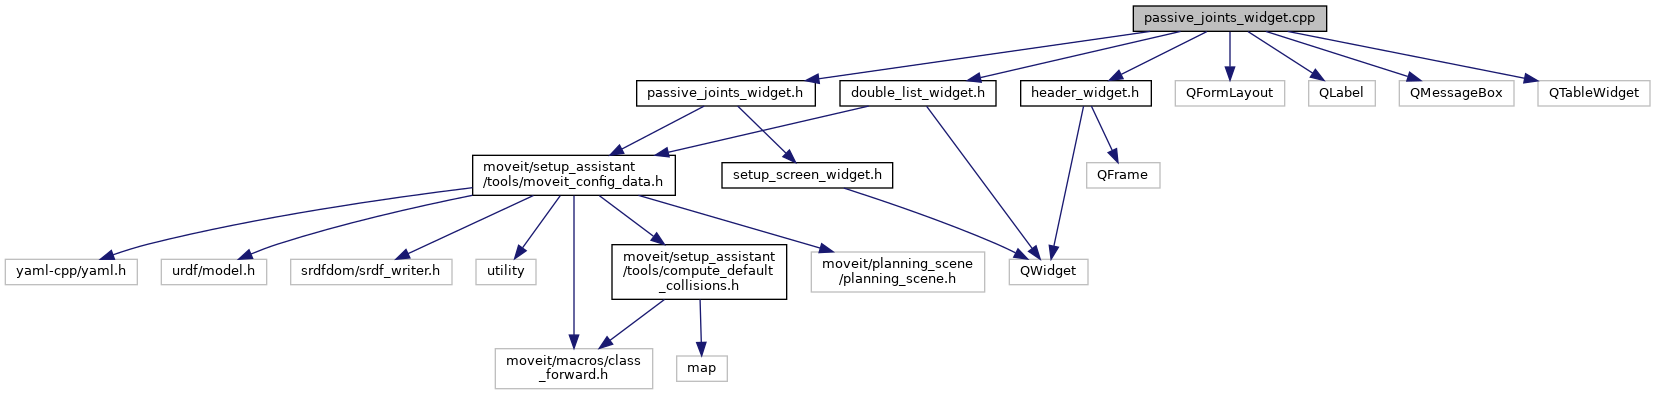 passive_joints_widget.cpp
passive_joints_widget.h
double_list_widget.h
header_widget.h
QFormLayout
QLabel
QMessageBox
QTableWidget
moveit/setup_assistant
/tools/moveit_config_data.h
setup_screen_widget.h
QFrame
yaml-cpp/yaml.h
urdf/model.h
srdfdom/srdf_writer.h
utility
moveit/setup_assistant
/tools/compute_default
_collisions.h
moveit/planning_scene
/planning_scene.h
QWidget
moveit/macros/class
_forward.h
map